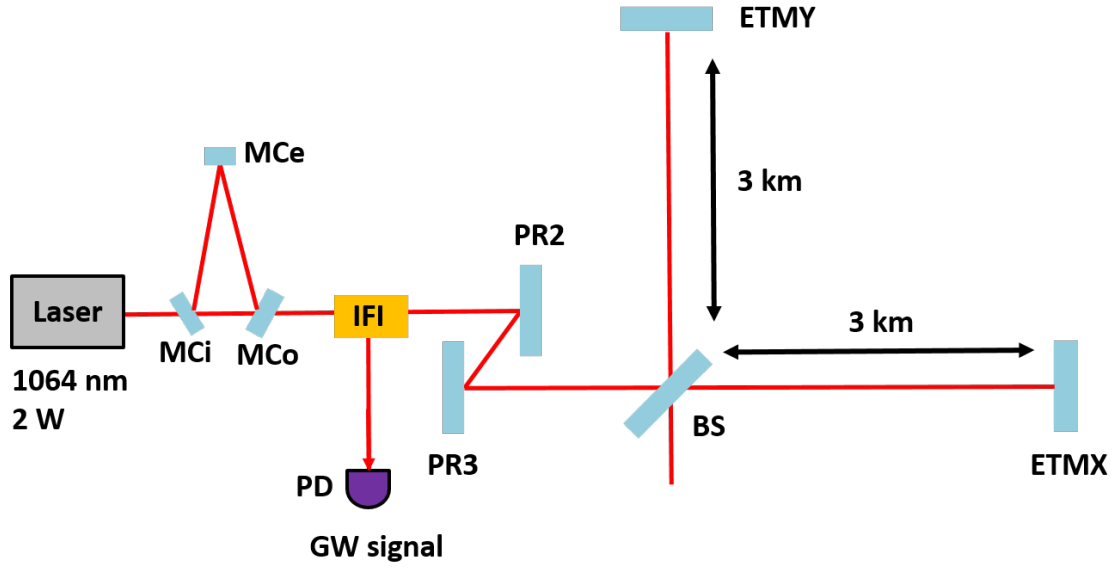 ETMY
MCe
3 km
PR2
Laser
IFI
3 km
MCi
MCo
1064 nm
2 W
BS
PR3
ETMX
PD
GW signal